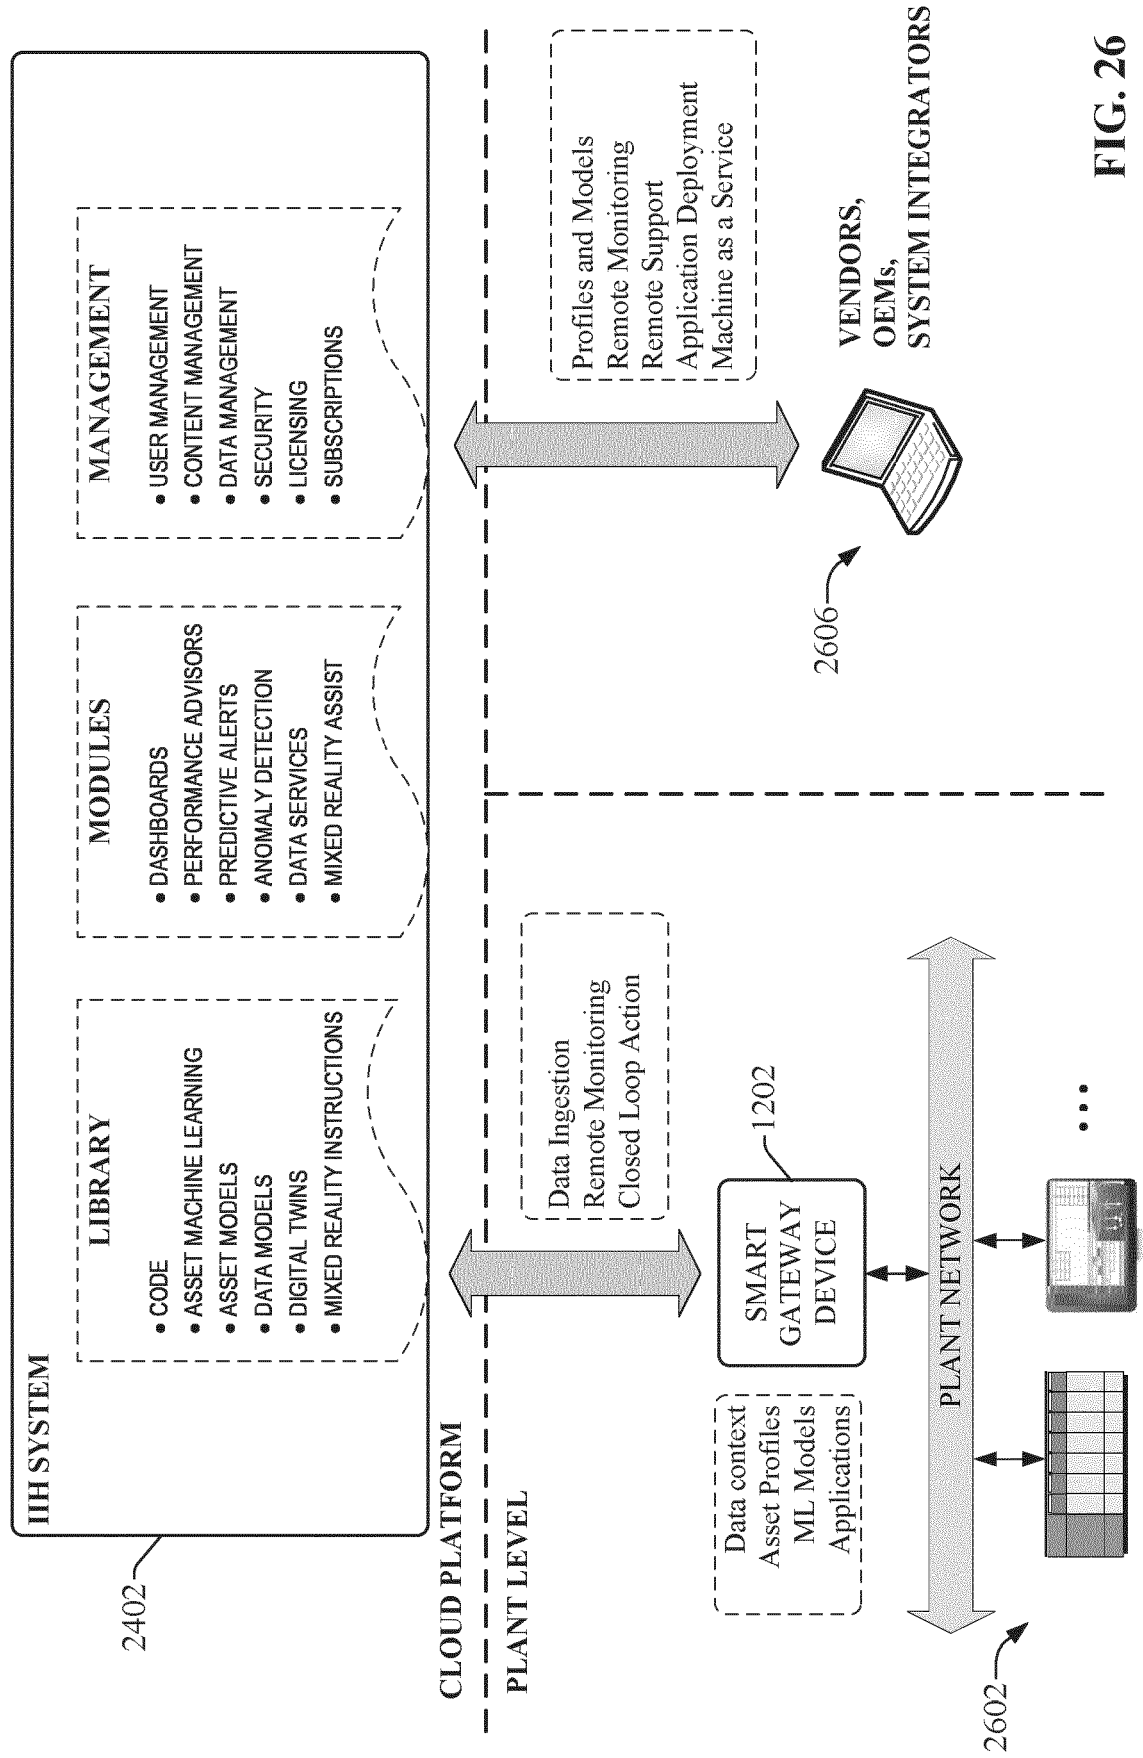 IIH SYSTEM
2402
LIBRARY
• CODE
• ASSET MACHINE LEARNING
• ASSET MODELS
• DATA MODELS
• DIGITAL TWINS
• MIXED REALITY INSTRUCTIONS
MODULES
• DASHBOARDS
• PERFORMANCE ADVISORS
• PREDICTIVE ALERTS
• ANOMALY DETECTION
• DATA SERVICES
• MIXED REALITY ASSIST
MANAGEMENT
• USER MANAGEMENT
• CONTENT MANAGEMENT
• DATA MANAGEMENT
• SECURITY
• LICENSING
• SUBSCRIPTIONS
CLOUD PLATFORM
PLANT LEVEL
Data Ingestion
Remote Monitoring
Closed Loop Action
Profiles and Models
Remote Monitoring
Remote Support
Application Deployment
Machine as a Service
Data context
Asset Profiles
ML Models
Applications
SMART
GATEWAY
DEVICE
1202
2606
VENDORS,
OEMs,
SYSTEM INTEGRATORS
PLANT NETWORK
2602
• • •
FIG. 26